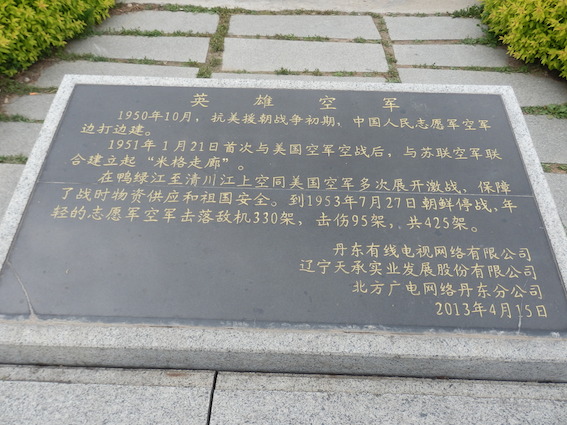 英雄空军
1950年10月，抗美援朝战争初期，中国人民志愿军空军
边打边建。
1951年1月21日首次与美国空军空战后，与苏联空军联
合建立起“米格走廊”。
在鸭绿江至清川江上空同美国空军多次展开激战，保障
了战时物资供应和祖国安全。到1953年7月27日朝鲜停战，年
轻的志愿军空军击落敌机330架，击伤95架，共425架。
丹东有线电视网络有限公司
辽宁天承实业发展股份有限公司
北方广电网络丹东分公司
2013年4月15日